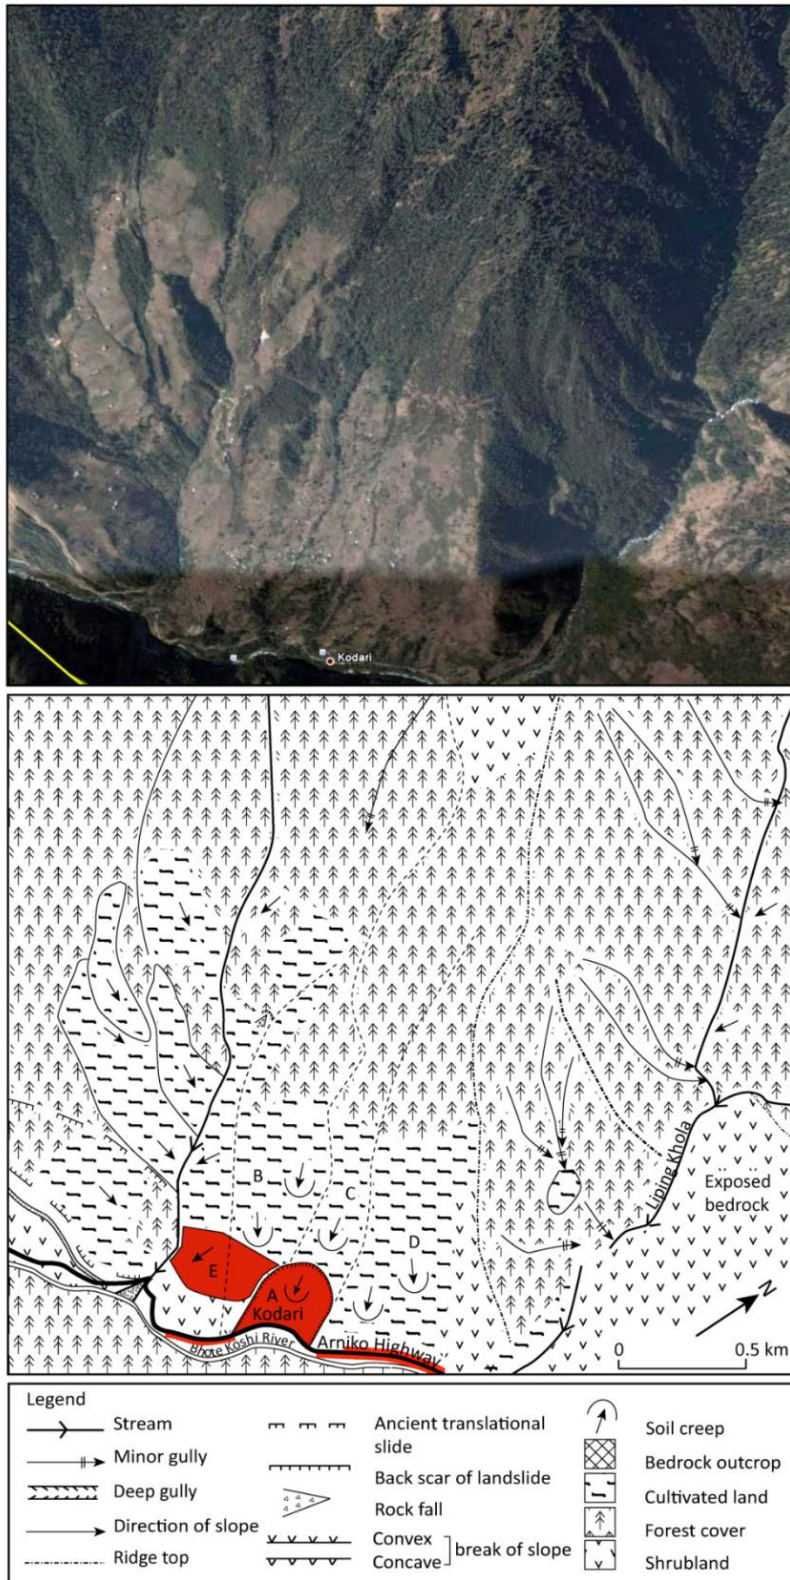 Kodari
B
C
D
E
A
Kodari
Bhote Koshi River
Arniko Highway
Liping Khola
Exposed
bedrock
N
0 0.5 km
Legend
Stream
Minor gully
Deep gully
Direction of slope
Ridge top
Ancient translational
slide
Back scar of landslide
Rock fall
Convex
Concave
break of slope
Soil creep
Bedrock outcrop
Cultivated land
Forest cover
Shrubland